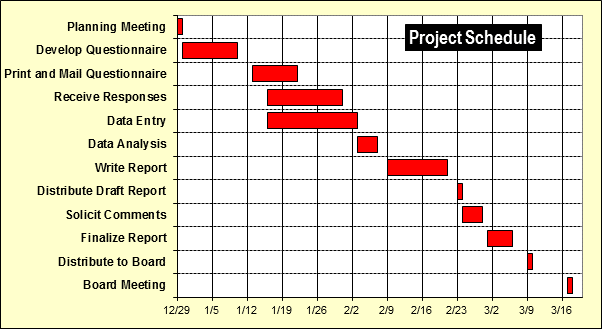 Project Schedule
Planning Meeting
Develop Questionnaire
Print and Mail Questionnaire
Receive Responses
Data Entry
Data Analysis
Write Report
Distribute Draft Report
Solicit Comments
Finalize Report
Distribute to Board
Board Meeting
12/29 1/5 1/12 1/19 1/26 2/2 2/9 2/16 2/23 3/2 3/9 3/16